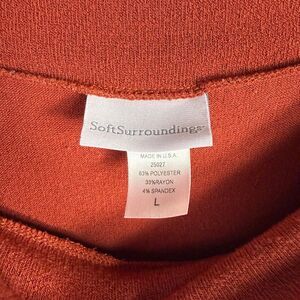 SoftSurroundings
MADE IN U.S.A.
25027
63% POLYESTER
33%RAYON
4% SPANDEX
L